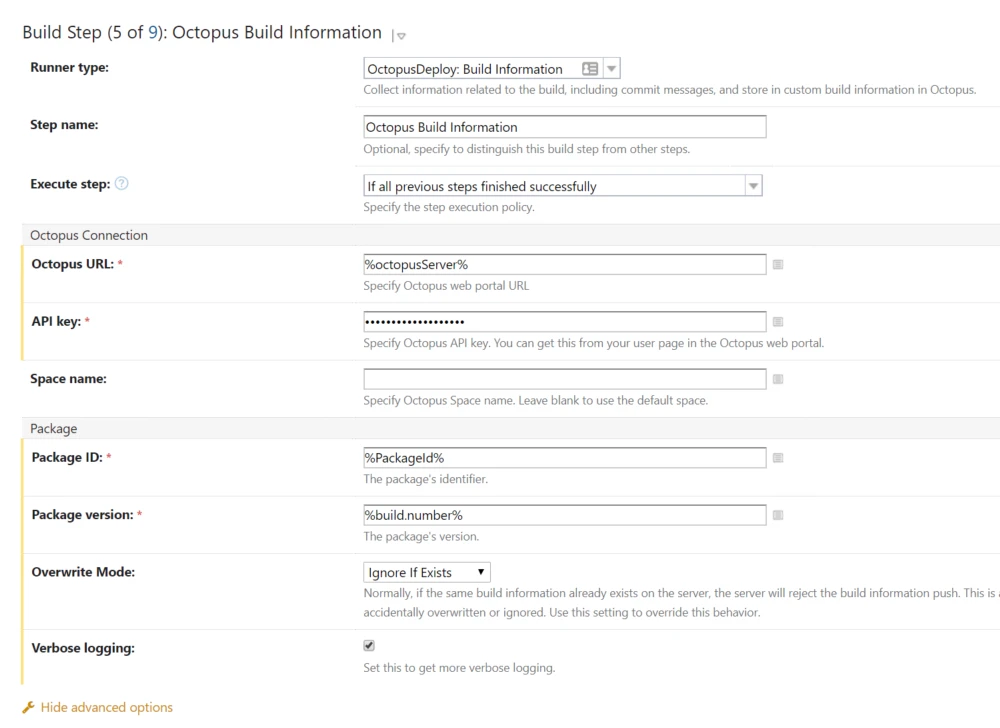 Build Step (5 of 9): Octopus Build Information
Runner type:
OctopusDeploy: Build Information
Collect information related to the build, including commit messages, and store in custom build information in Octopus.
Step name:
Octopus Build Information
Optional, specify to distinguish this build step from other steps.
Execute step:
If all previous steps finished successfully
Specify the step execution policy.
Octopus Connection
Octopus URL: *
%octopusServer%
Specify Octopus web portal URL
API key: *
•••••••••••••••••••
Specify Octopus API key. You can get this from your user page in the Octopus web portal.
Space name:
Specify Octopus Space name. Leave blank to use the default space.
Package
Package ID: *
%PackageId%
The package's identifier.
Package version: *
%build.number%
The package's version.
Overwrite Mode:
Ignore If Exists
Normally, if the same build information already exists on the server, the server will reject the build information push. This is a
accidentally overwritten or ignored. Use this setting to override this behavior.
Verbose logging:
Set this to get more verbose logging.
Hide advanced options